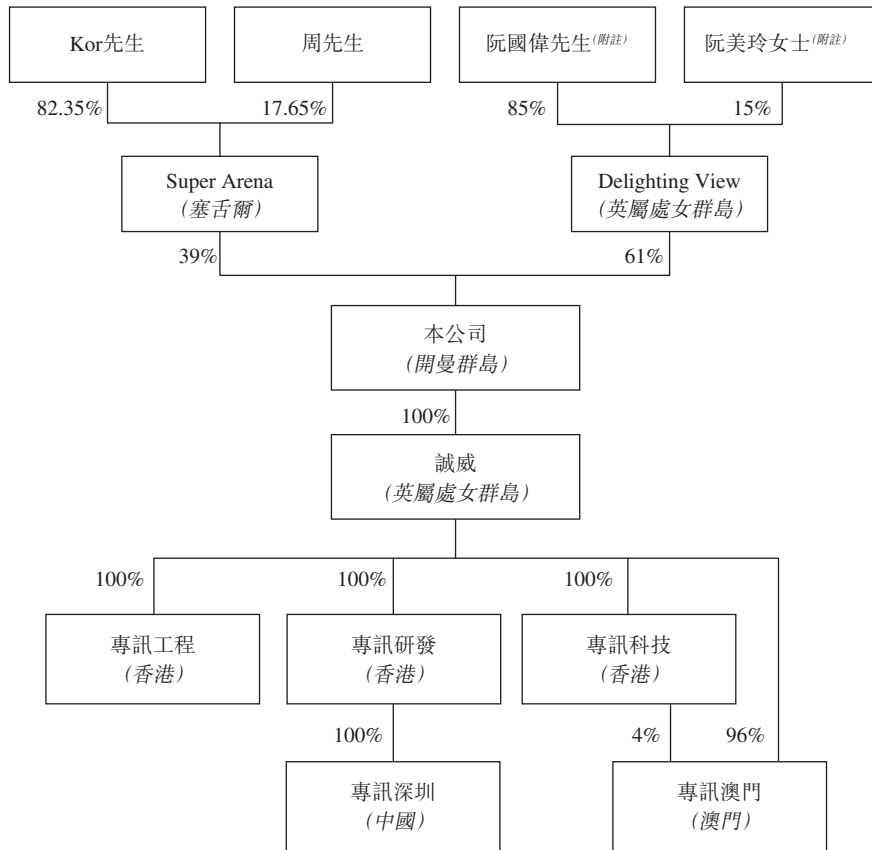 Kor先生
周先生
阮國偉先生(附註)
阮美玲女士(附註)
82.35%
17.65%
85%
15%
Super Arena
(塞舌爾)
Delighting View
(英屬處女群島)
39%
61%
本公司
(開曼群島)
100%
誠威
(英屬處女群島)
100%
100%
100%
專訊工程
(香港)
專訊研發
(香港)
專訊科技
(香港)
100%
4%
96%
專訊深圳
(中國)
專訊澳門
(澳門)